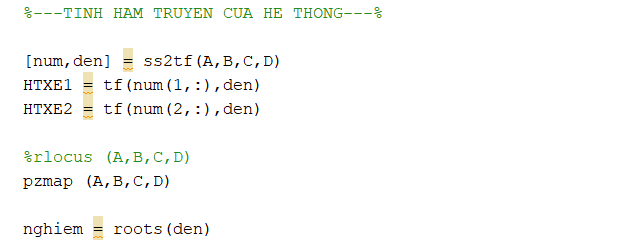 %---TINH HAM TRUYEN CUA HE THONG---%
[num,den] = ss2tf(A,B,C,D)
HTXE1 = tf(num(1,:),den)
HTXE2 = tf(num(2,:),den)
%rlocus (A,B,C,D)
pzmap (A,B,C,D)
nghiem = roots(den)